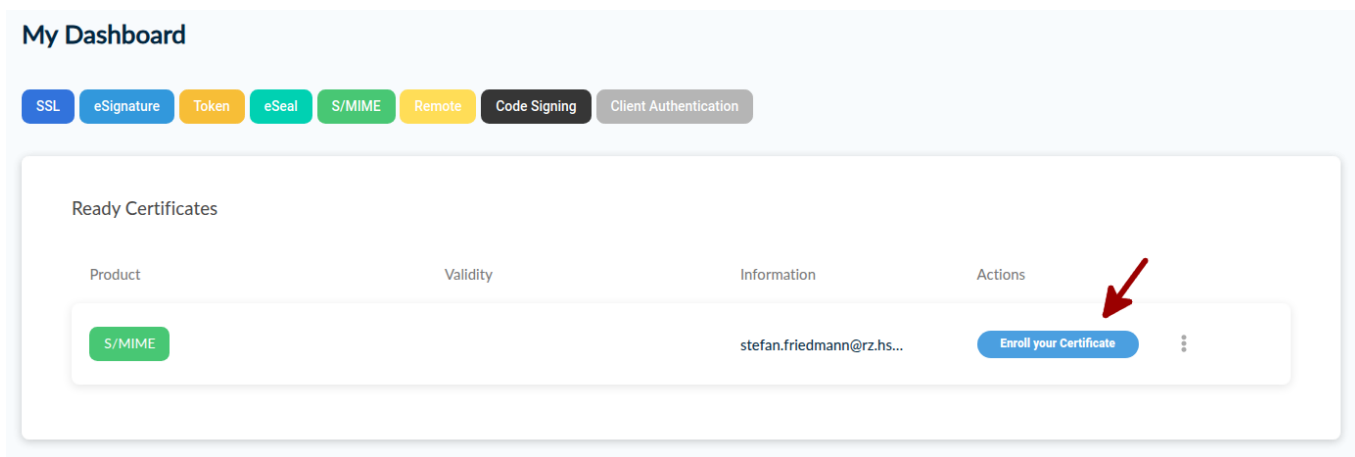 My Dashboard
SSL eSignature Token eSeal S/MIME Remote Code Signing Client Authentication
Ready Certificates
Product Validity Information Actions
S/MIME stefan.friedmann@rz.hs... Enroll your Certificate